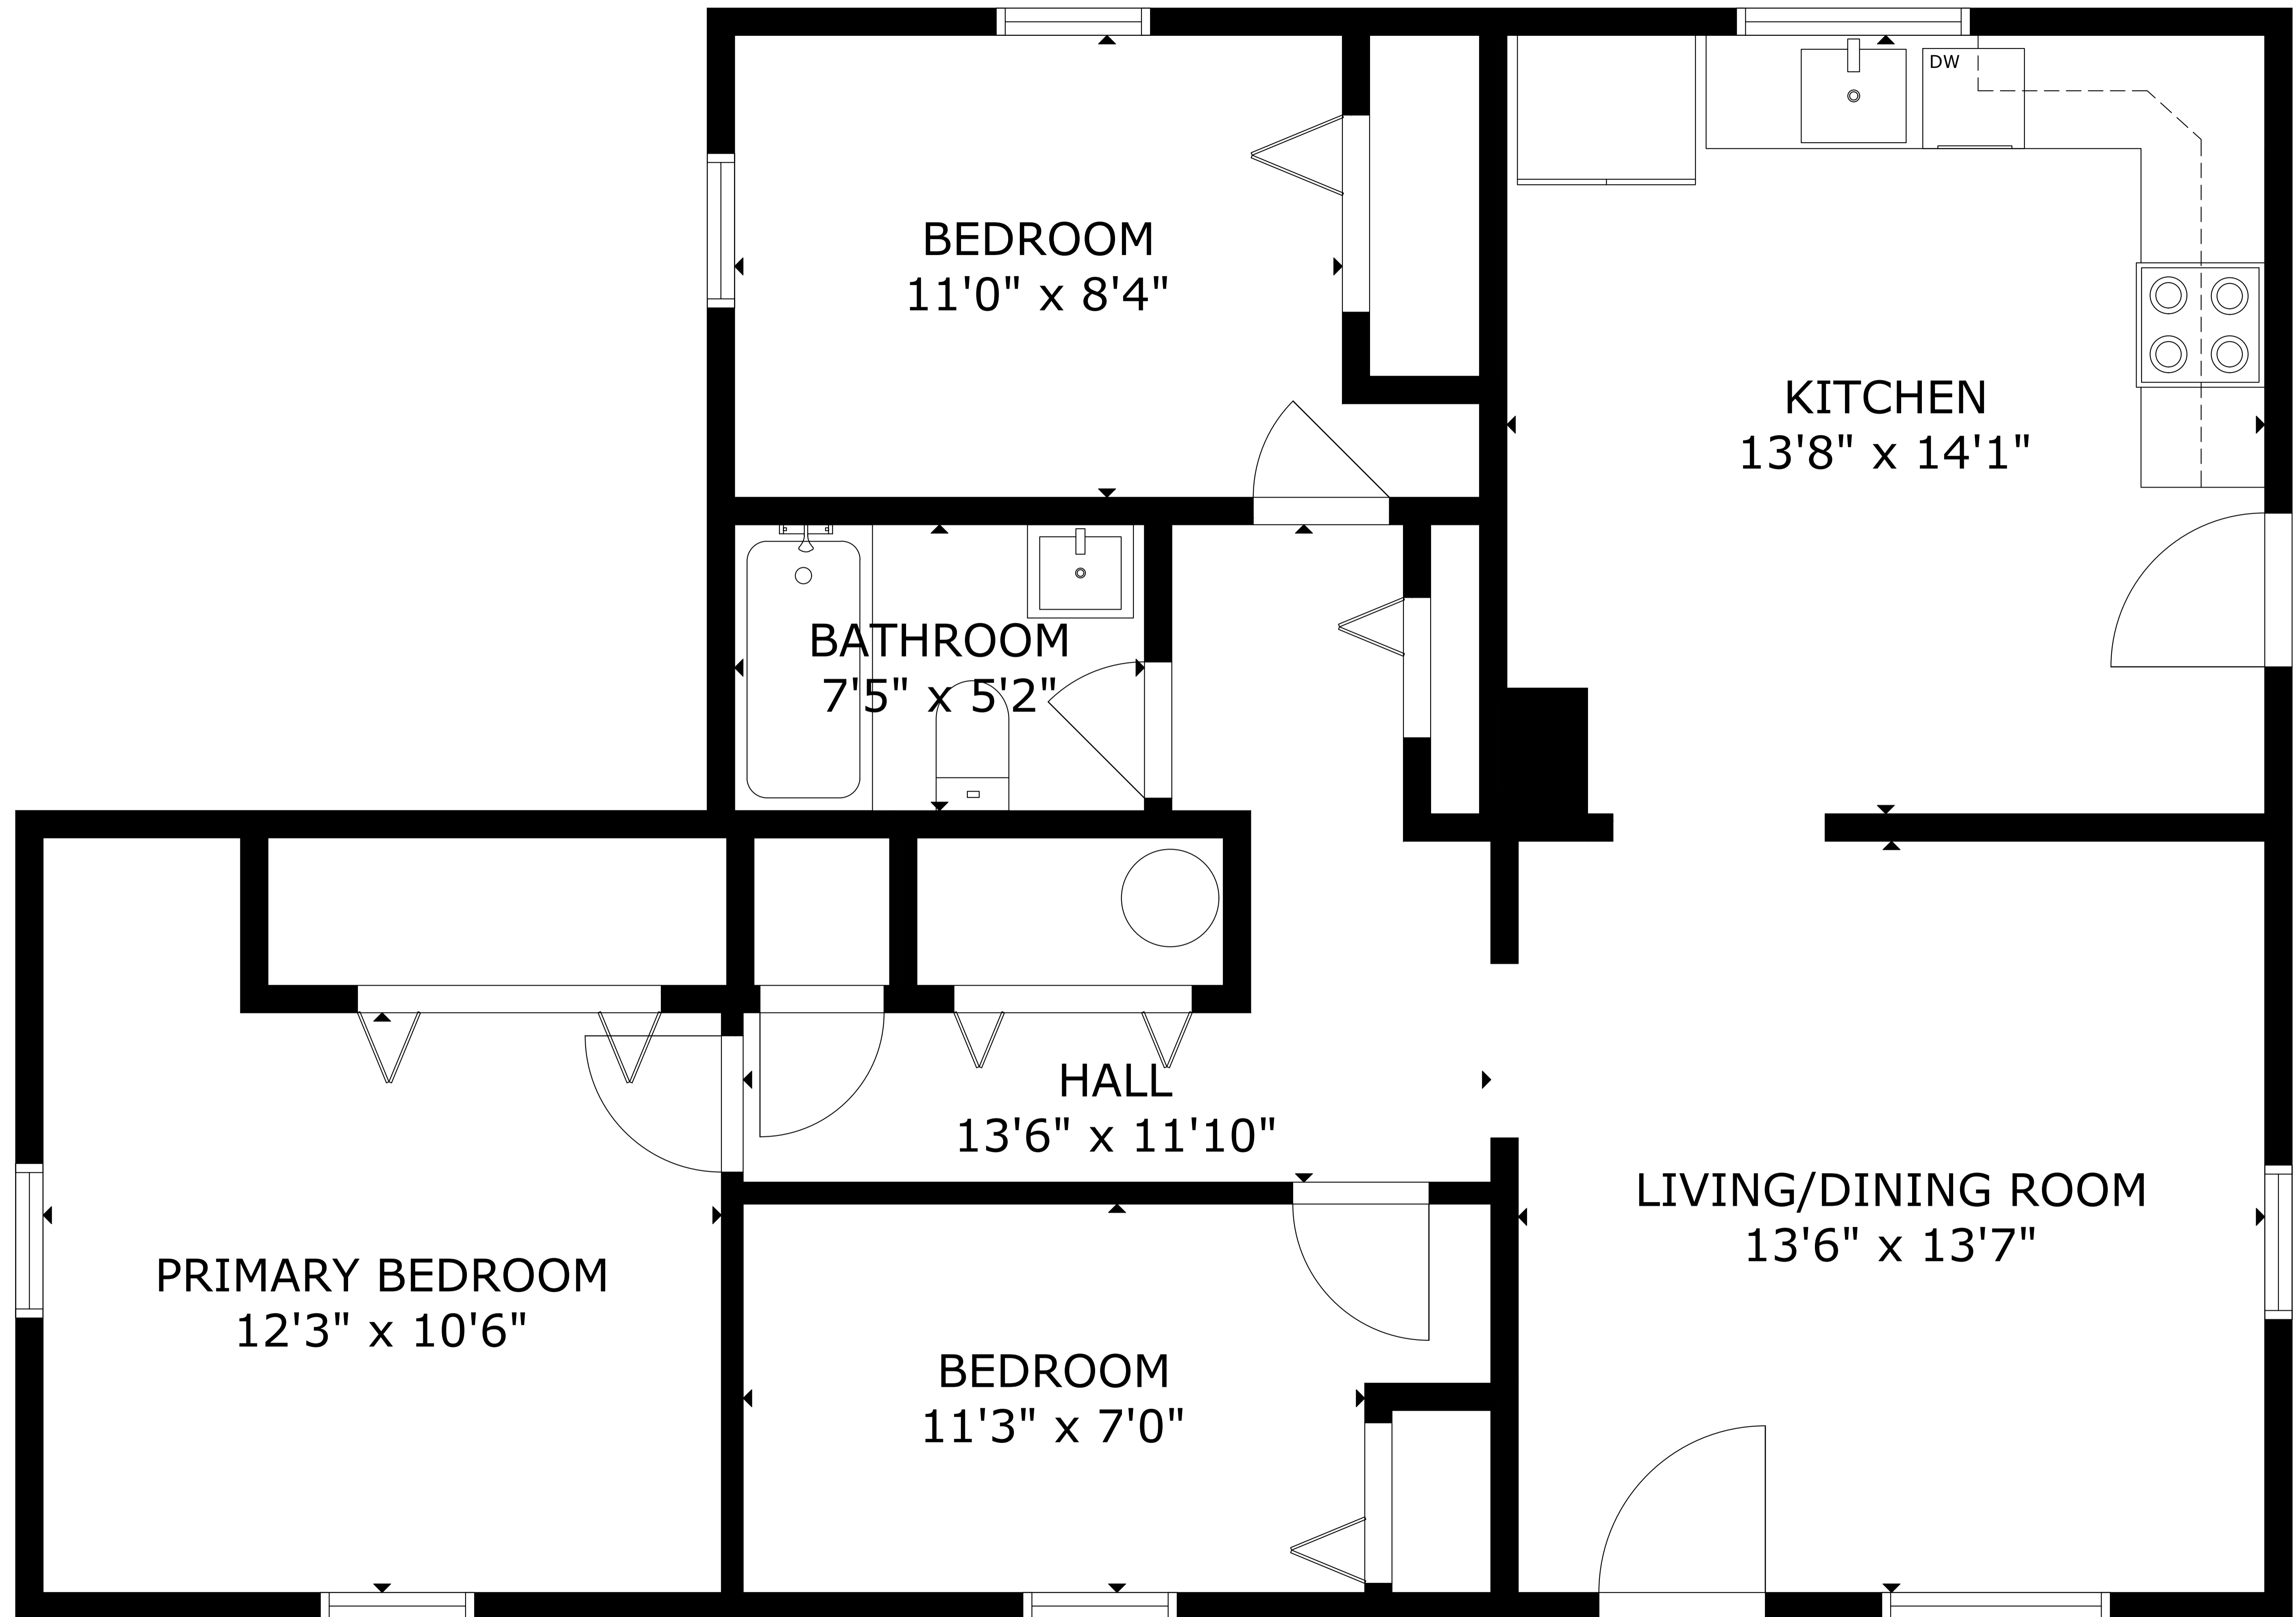 DW
BEDROOM
11'0" x 8'4"
KITCHEN
13'8" x 14'1"
BATHROOM
7'5" x 5'2"
HALL
13'6" x 11'10"
LIVING/DINING ROOM
13'6" x 13'7"
PRIMARY BEDROOM
12'3" x 10'6"
BEDROOM
11'3" x 7'0"